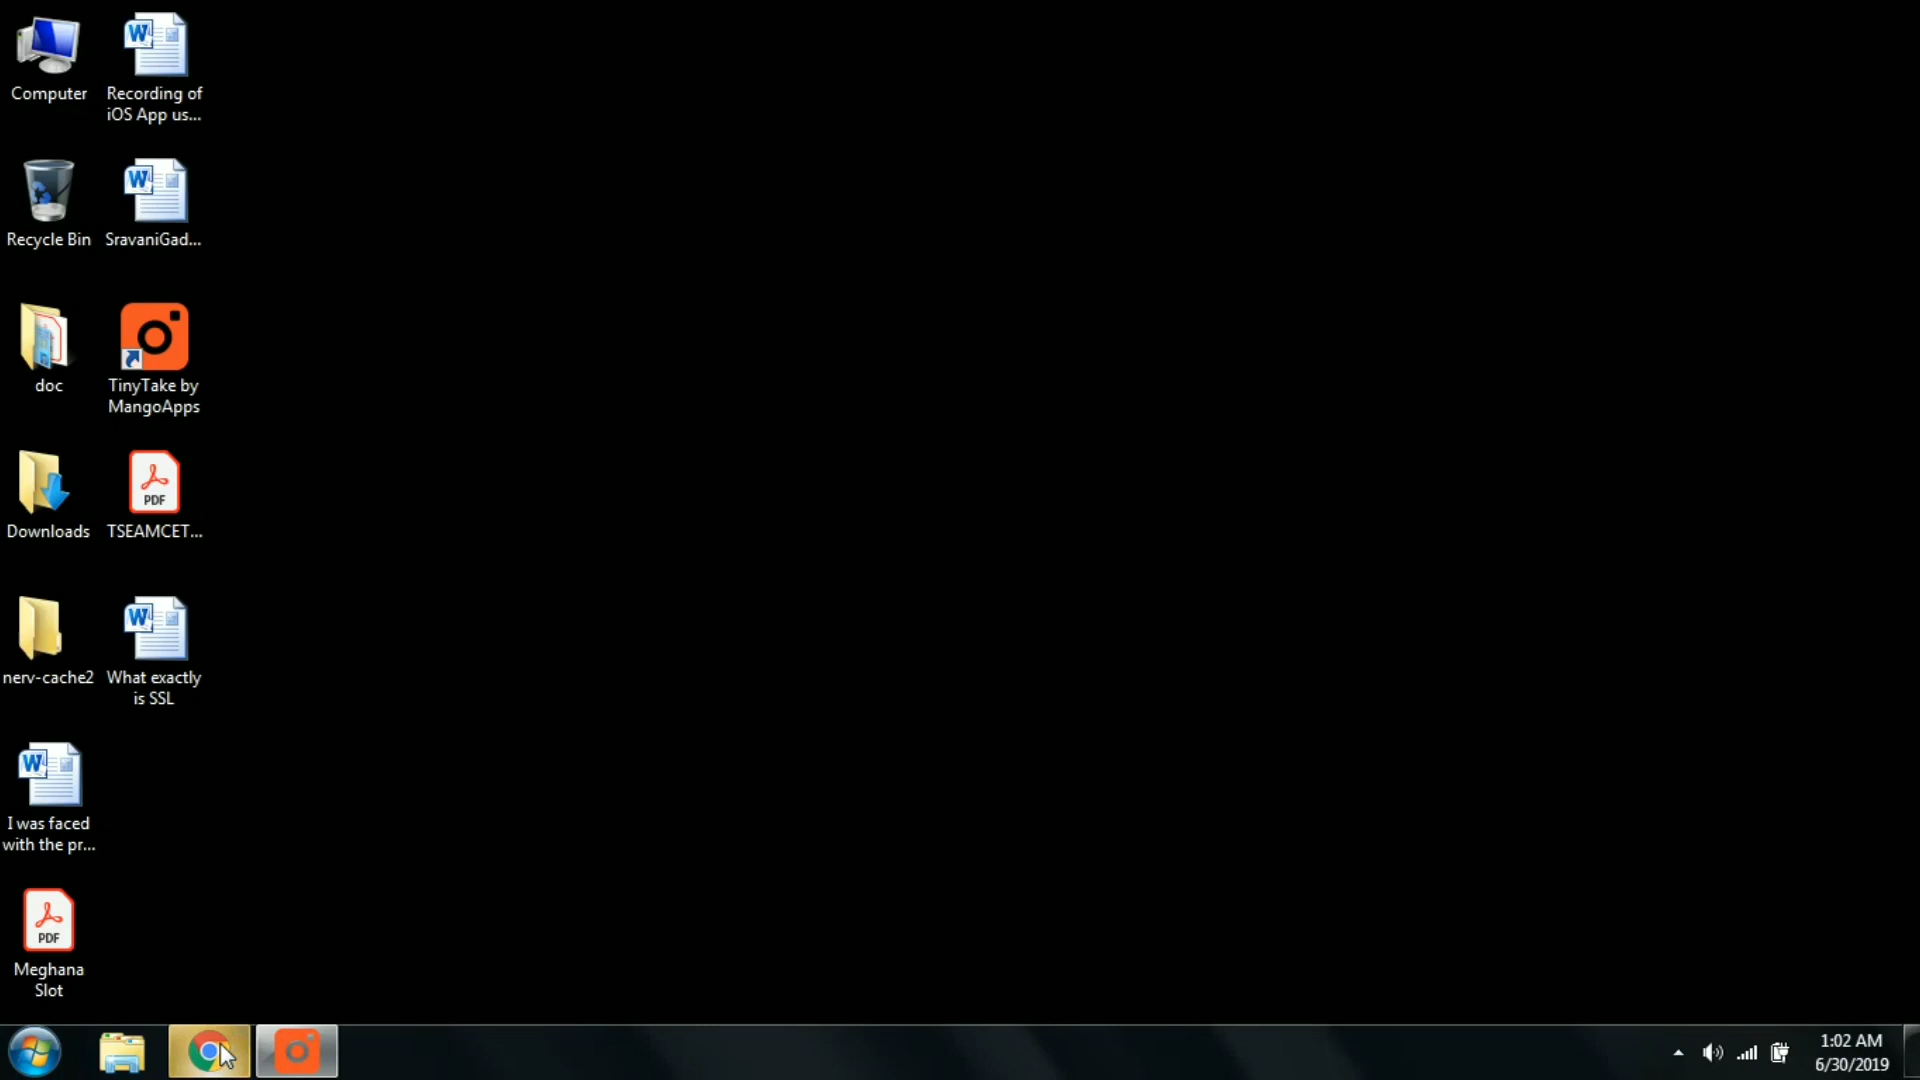 Computer
Recycle Bin
doc
Downloads
nerv-cache2
I was faced
with the pr...
PDF
Meghana
Slot
W
Recording of
iOS App us...
W
SravaniGad...
TinyTake by
MangoApps
PDF
TSEAMCET...
W
What exactly
is SSL
W
1:02 AM
6/30/2019